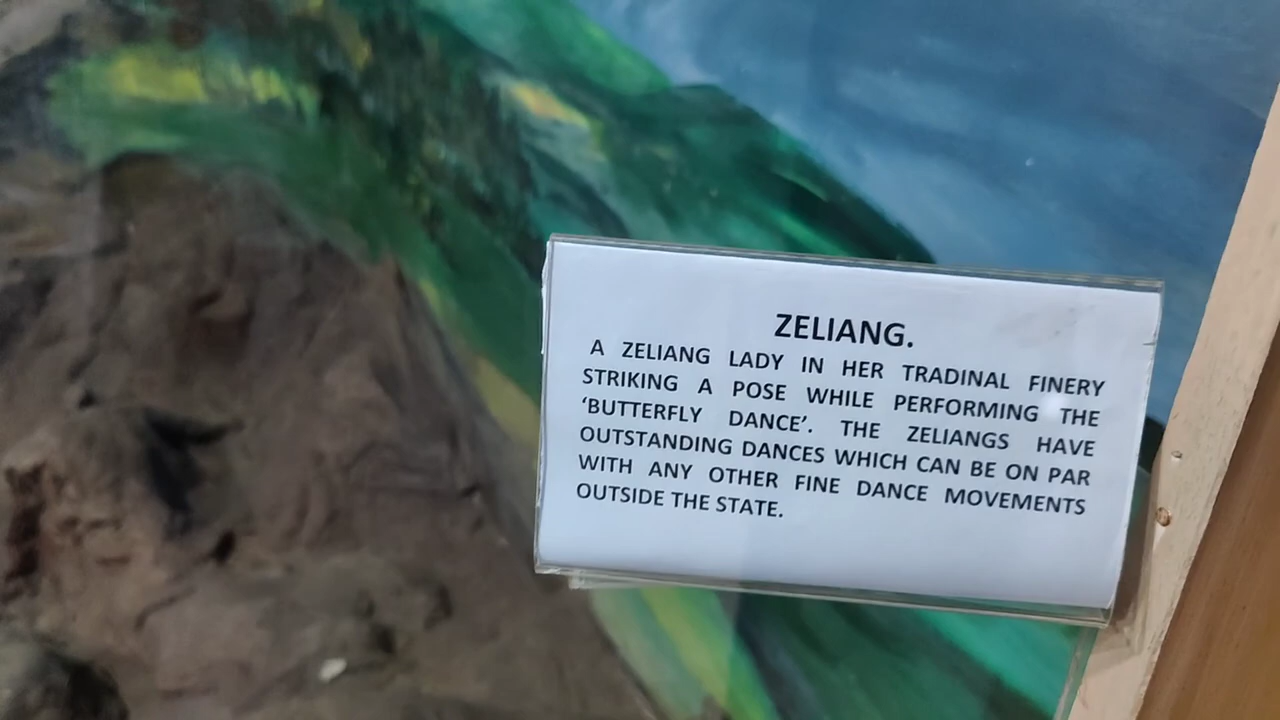 ZELIANG.
A ZELIANG LADY IN HER TRADINAL FINERY
STRIKING A POSE WHILE PERFORMING THE
‘BUTTERFLY DANCE’. THE ZELIANGS HAVE
OUTSTANDING DANCES WHICH CAN BE ON PAR
WITH ANY OTHER FINE DANCE MOVEMENTS
OUTSIDE THE STATE.